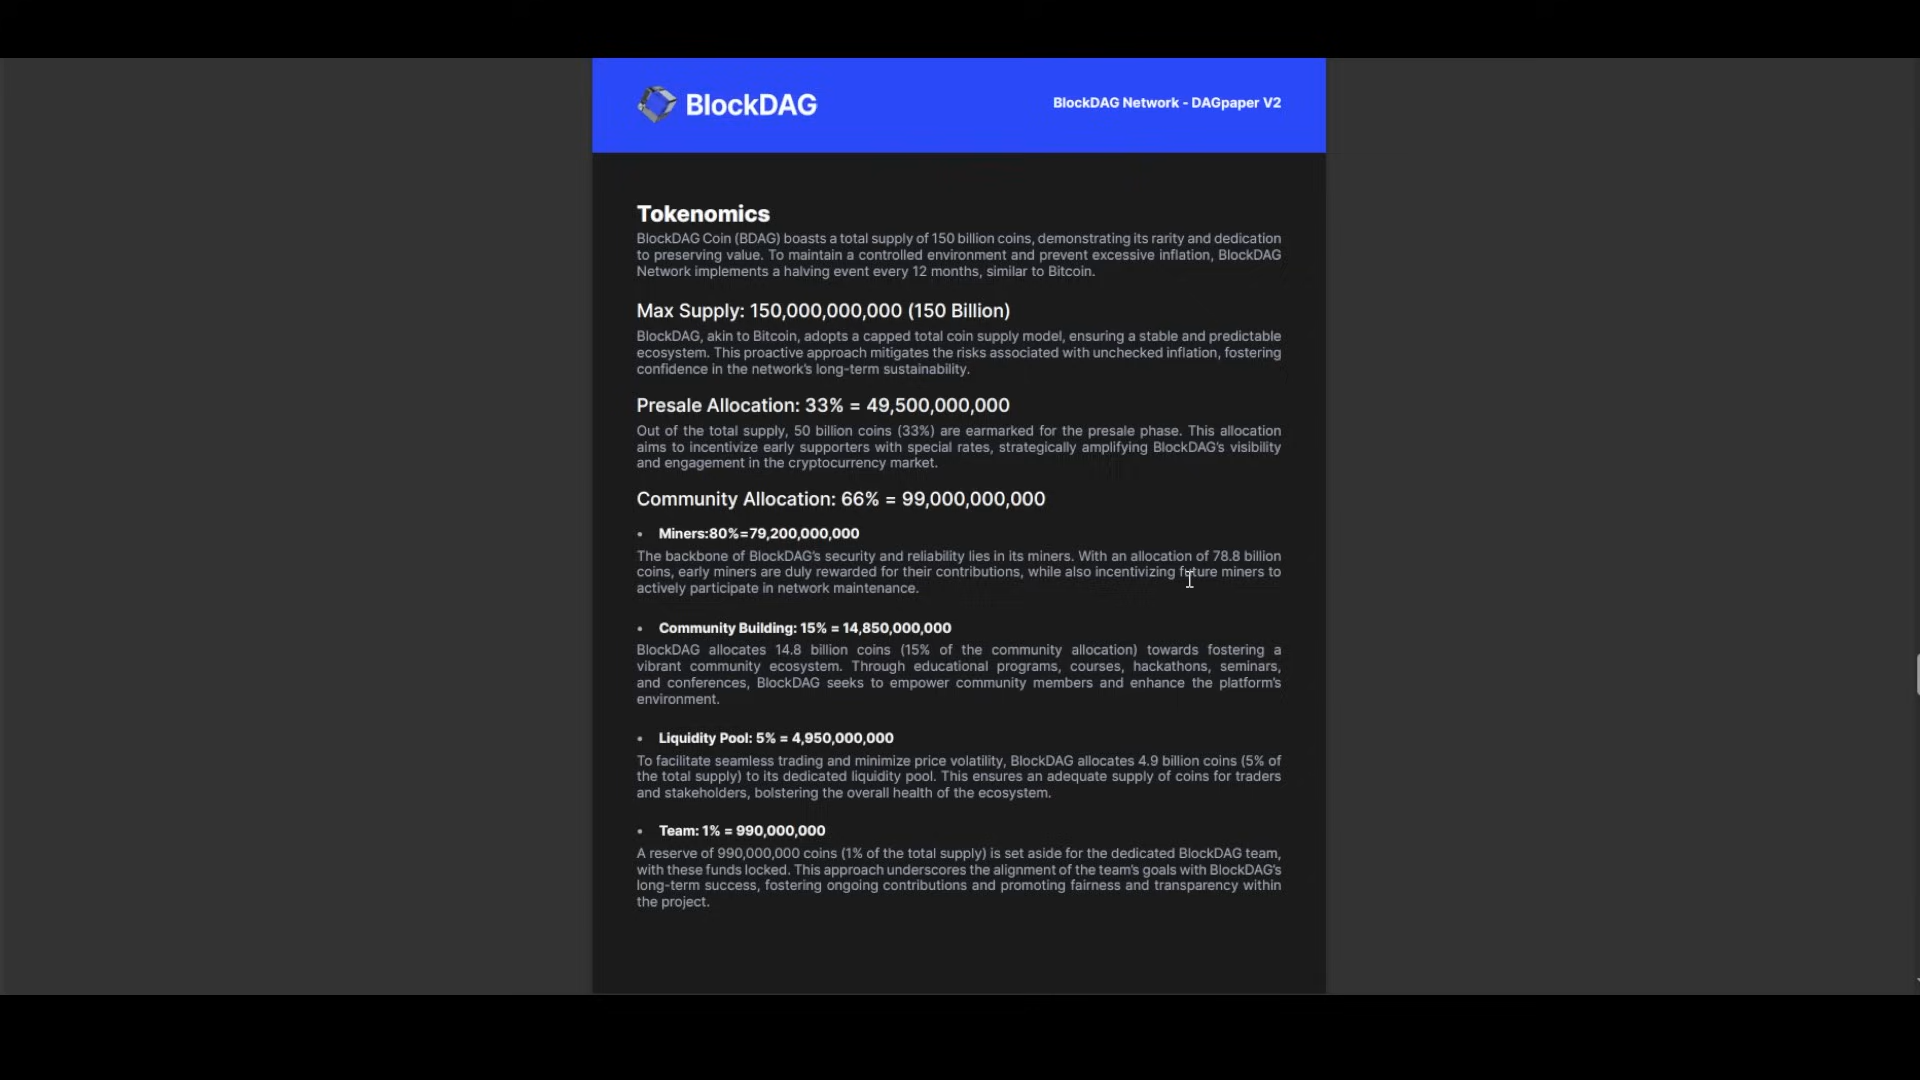 BlockDAG
BlockDAG Network - DAGpaper V2
Tokenomics
BlockDAG Coin (BDAG) boasts a total supply of 150 billion coins, demonstrating its rarity and dedication
to preserving value. To maintain a controlled environment and prevent excessive inflation, BlockDAG
Network implements a halving event every 12 months, similar to Bitcoin.
Max Supply: 150,000,000,000 (150 Billion)
BlockDAG, akin to Bitcoin, adopts a capped total coin supply model, ensuring a stable and predictable
ecosystem. This proactive approach mitigates the risks associated with unchecked inflation, fostering
confidence in the network's long-term sustainability.
Presale Allocation: 33% = 49,500,000,000
Out of the total supply, 50 billion coins (33%) are earmarked for the presale phase. This allocation
aims to incentivize early supporters with special rates, strategically amplifying BlockDAG's visibility
and engagement in the cryptocurrency market.
Community Allocation: 66% = 99,000,000,000
• Miners:80%=79,200,000,000
The backbone of BlockDAG's security and reliability lies in its miners. With an allocation of 78.8 billion
coins, early miners are duly rewarded for their contributions, while also incentivizing future miners to
actively participate in network maintenance.
• Community Building: 15% = 14,850,000,000
BlockDAG allocates 14.8 billion coins (15% of the community allocation) towards fostering a
vibrant community ecosystem. Through educational programs, courses, hackathons, seminars,
and conferences, BlockDAG seeks to empower community members and enhance the platform's
environment.
• Liquidity Pool: 5% = 4,950,000,000
To facilitate seamless trading and minimize price volatility, BlockDAG allocates 4.9 billion coins (5% of
the total supply) to its dedicated liquidity pool. This ensures an adequate supply of coins for traders
and stakeholders, bolstering the overall health of the ecosystem.
• Team: 1% = 990,000,000
A reserve of 990,000,000 coins (1% of the total supply) is set aside for the dedicated BlockDAG team,
with these funds locked. This approach underscores the alignment of the team's goals with BlockDAG's
long-term success, fostering ongoing contributions and promoting fairness and transparency within
the project.